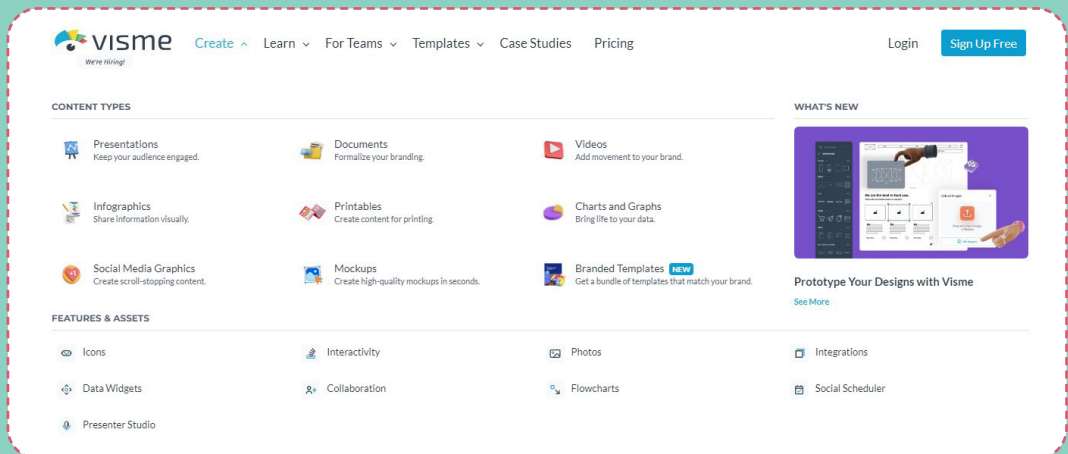 visme
We're Hiring!
Create
Learn
For Teams
Templates
Case Studies
Pricing
Login
Sign Up Free
CONTENT TYPES
Presentations
Keep your audience engaged.
Documents
Formalize your branding.
Videos
Add movement to your brand.
Infographics
Share information visually.
Printables
Create content for printing.
Charts and Graphs
Bring life to your data.
Social Media Graphics
Create scroll-stopping content.
Mockups
Create high-quality mockups in seconds.
Branded Templates NEW
Get a bundle of templates that match your brand.
WHAT'S NEW
Prototype Your Designs with Visme
See More
FEATURES & ASSETS
Icons
Interactivity
Photos
Integrations
Data Widgets
Collaboration
Flowcharts
Social Scheduler
Presenter Studio